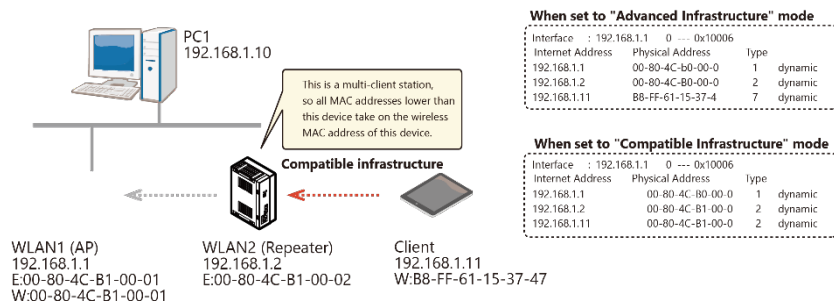 PC1
192.168.1.10
This is a multi-client station,
so all MAC addresses lower than
this device take on the wireless
MAC address of this device.
Compatible infrastructure
WLAN1 (AP)
192.168.1.1
E:00-80-4C-B1-00-01
W:00-80-4C-B1-00-01
WLAN2 (Repeater)
192.168.1.2
E:00-80-4C-B1-00-02
Client
192.168.1.11
W:B8-FF-61-15-37-47
When set to "Advanced Infrastructure" mode
Interface : 192.168.1.1 0 --- 0x10006
Internet Address Physical Address Type
192.168.1.1 00-80-4C-b0-00-0 1 dynamic
192.168.1.2 00-80-4C-B0-00-0 2 dynamic
192.168.1.11 B8-FF-61-15-37-4 7 dynamic
When set to "Compatible Infrastructure" mode
Interface : 192.168.1.1 0 --- 0x10006
Internet Address Physical Address Type
192.168.1.1 00-80-4C-B0-00-0 1 dynamic
192.168.1.2 00-80-4C-B1-00-0 2 dynamic
192.168.1.11 00-80-4C-B1-00-0 2 dynamic